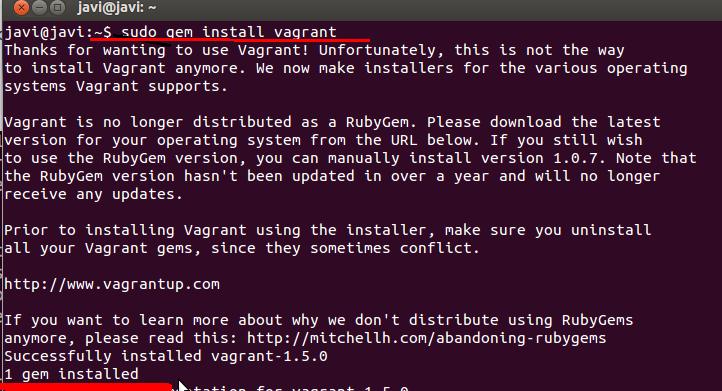 javi@javi: ~
javi@javi:~$ sudo gem install vagrant
Thanks for wanting to use Vagrant! Unfortunately, this is not the way
to install Vagrant anymore. We now make installers for the various operating
systems Vagrant supports.
Vagrant is no longer distributed as a RubyGem. Please download the latest
version for your operating system from the URL below. If you still wish
to use the RubyGem version, you can manually install version 1.0.7. Note that
the RubyGem version hasn't been updated in over a year and will no longer
receive any updates.
Prior to installing Vagrant using the installer, make sure you uninstall
all your Vagrant gems, since they sometimes conflict.
http://www.vagrantup.com
If you want to learn more about why we don't distribute using RubyGems
anymore, please read this: http://mitchellh.com/abandoning-rubygems
Successfully installed vagrant-1.5.0
1 gem installed
for vagrant-1.5.0